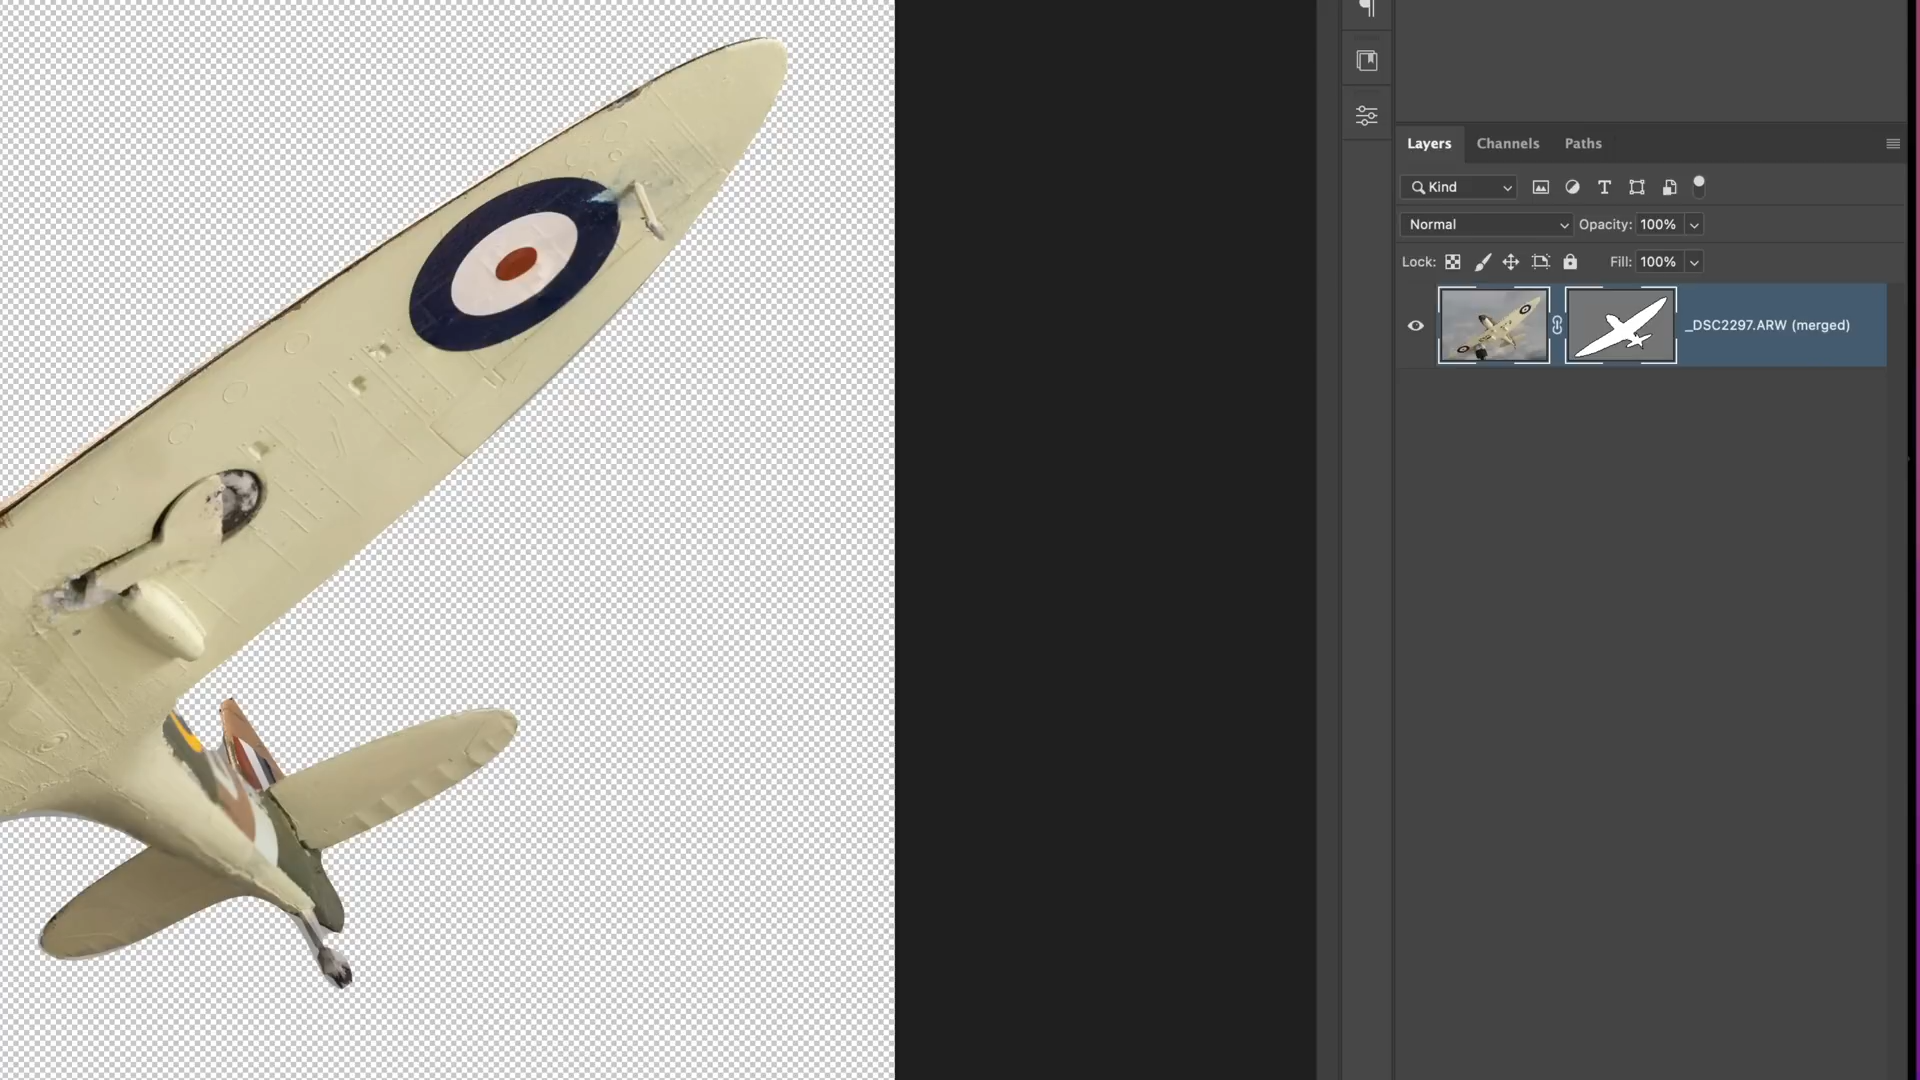 Layers Channels Paths
Kind
Normal Opacity: 100%
Lock: Fill: 100%
_DSC2297.ARW (merged)